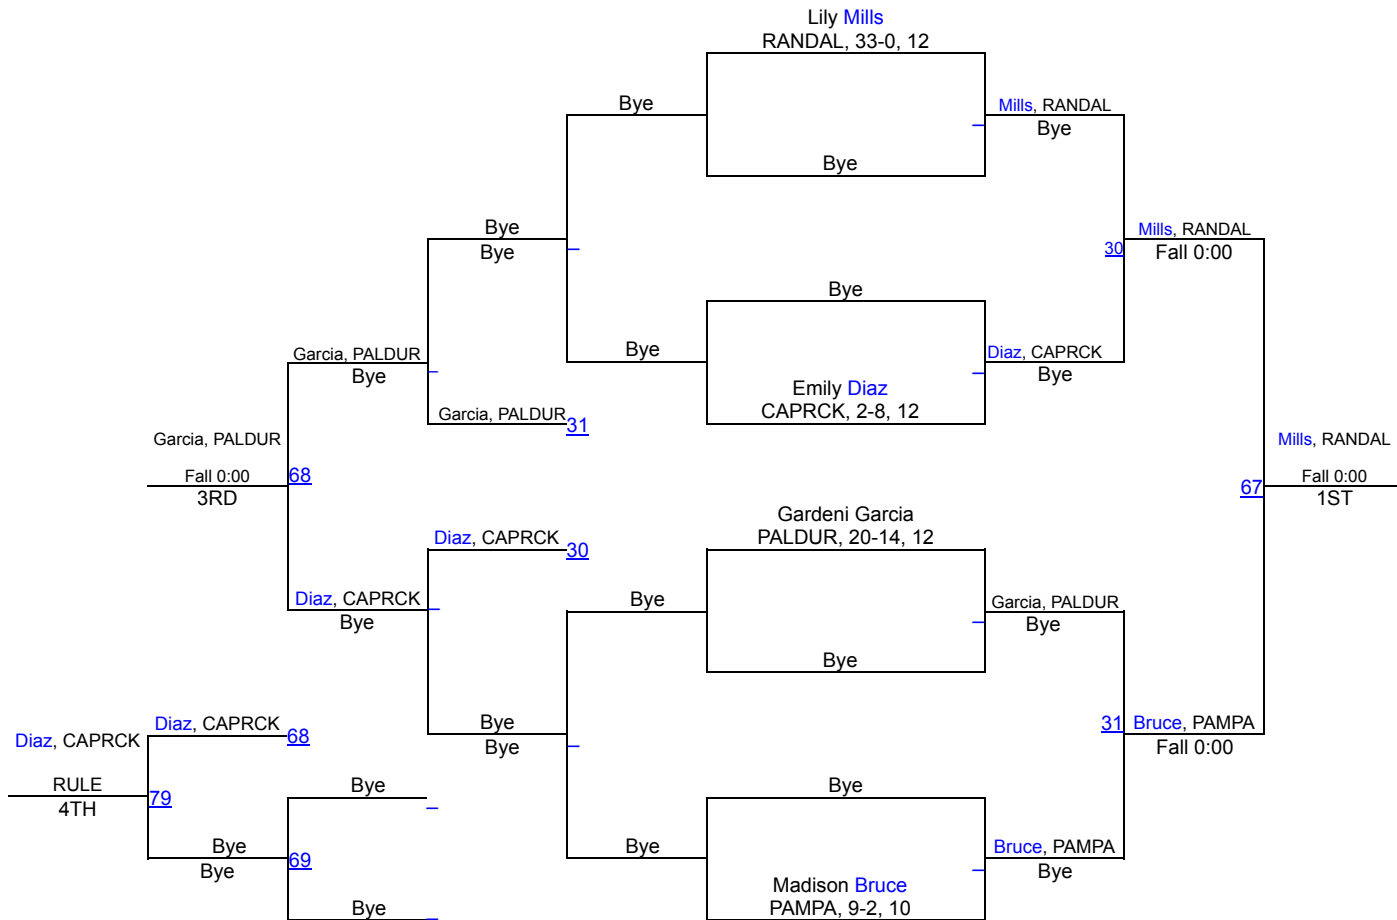 Lily Mills
RANDAL, 33-0, 12
Bye
Mills, RANDAL
Bye
Bye
Bye
Bye
Mills, RANDAL
30
Fall 0:00
Bye
Garcia, PALDUR
Bye
Bye
Diaz, CAPRCK
Bye
Emily Diaz
CAPRCK, 2-8, 12
Garcia, PALDUR
31
Garcia, PALDUR
Fall 0:00
68
3RD
Mills, RANDAL
Fall 0:00
67
1ST
Gardeni Garcia
PALDUR, 20-14, 12
Diaz, CAPRCK
30
Diaz, CAPRCK
Bye
Bye
Garcia, PALDUR
Bye
Bye
Bye
Bye
31
Bruce, PAMPA
Fall 0:00
Diaz, CAPRCK
Diaz, CAPRCK
68
RULE
79
4TH
Bye
Bye
Bye
Bye
69
Bye
Bye
Bruce, PAMPA
Bye
Madison Bruce
PAMPA, 9-2, 10